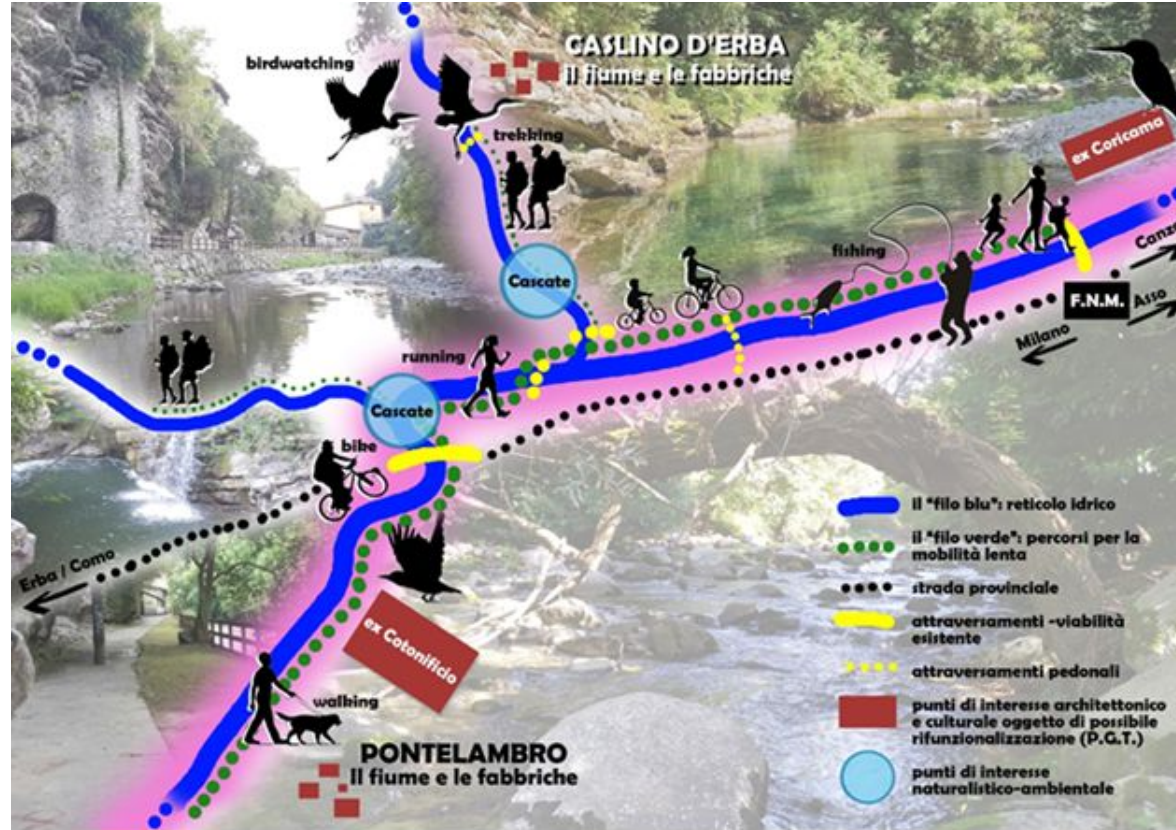 CASLINO D'ERBA
il fiume e le fabbriche
birdwatching
trekking
ex Coricama
fishing
Cascate
Canzo
F.N.M.
Asso
Milano
running
Cascate
bike
Erba / Como
ex Cotonificio
walking
PONTELAMBRO
Il fiume e le fabbriche
il "filo blu": reticolo idrico
il "filo verde": percorsi per la
mobilità lenta
strada provinciale
attraversamenti -viabilità
esistente
attraversamenti pedonali
punti di interesse architettonico
e culturale oggetto di possibile
rifunzionalizzazione (P.G.T.)
punti di interesse
naturalistico-ambientale